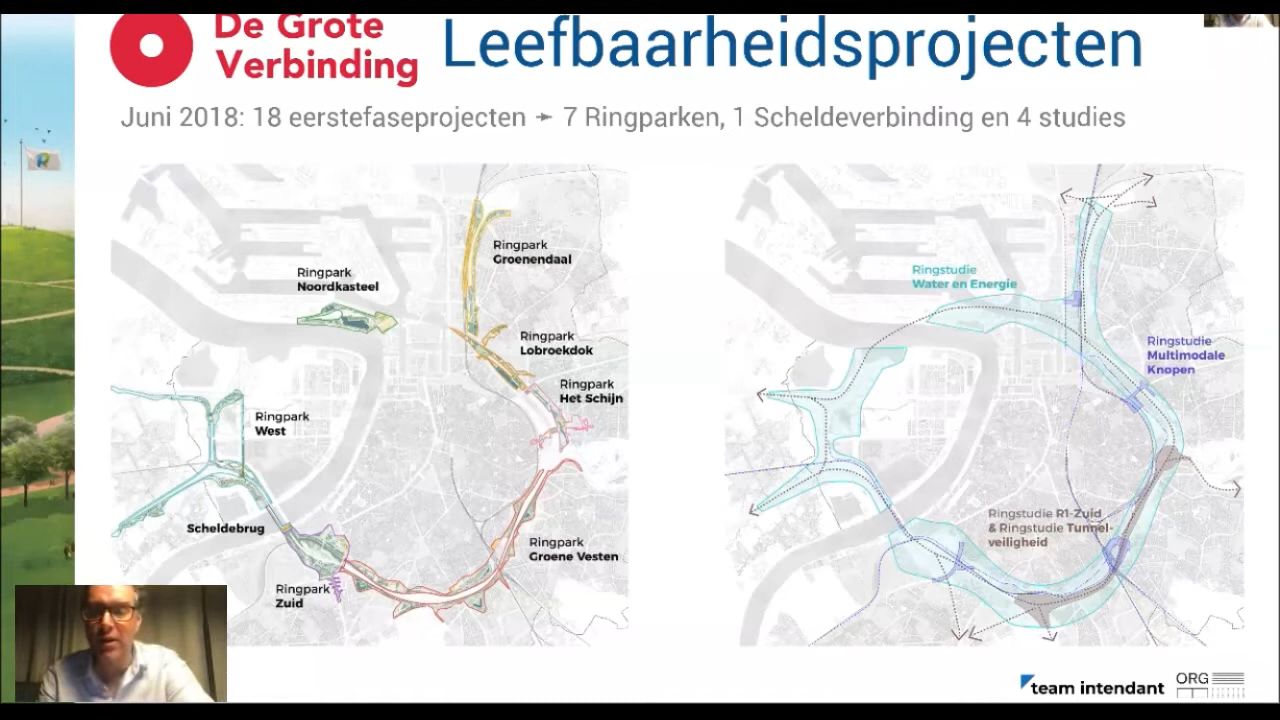 De Grote
Verbinding
Leefbaarheidsprojecten
Juni 2018: 18 eerstefaseprojecten → 7 Ringparken, 1 Scheldeverbinding en 4 studies
Ringpark
Groenendaal
Ringpark
Noordkasteel
Ringpark
Lobroekdok
Ringpark
Het Schijn
Ringpark
West
Scheldebrug
Ringpark
Groene Vesten
Ringpark
Zuid
Ringstudie
Water en Energie
Ringstudie
Multimodale
Knopen
Ringstudie R1-Zuid
& Ringstudie Tunnel-
veiligheid
team intendant
ORG